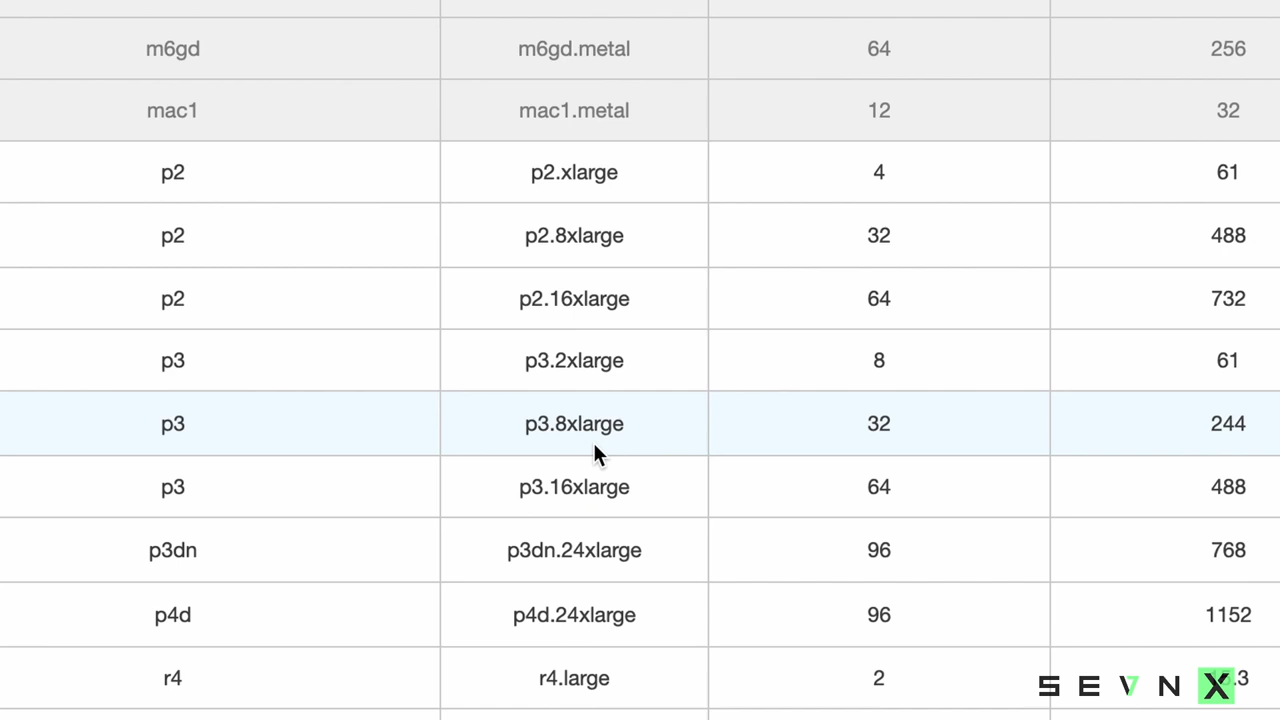 m6gd m6gd.metal 64 256
mac1 mac1.metal 12 32
p2 p2.xlarge 4 61
p2 p2.8xlarge 32 488
p2 p2.16xlarge 64 732
p3 p3.2xlarge 8 61
p3 p3.8xlarge 32 244
p3 p3.16xlarge 64 488
p3dn p3dn.24xlarge 96 768
p4d p4d.24xlarge 96 1152
r4 r4.large 2
SEVNX